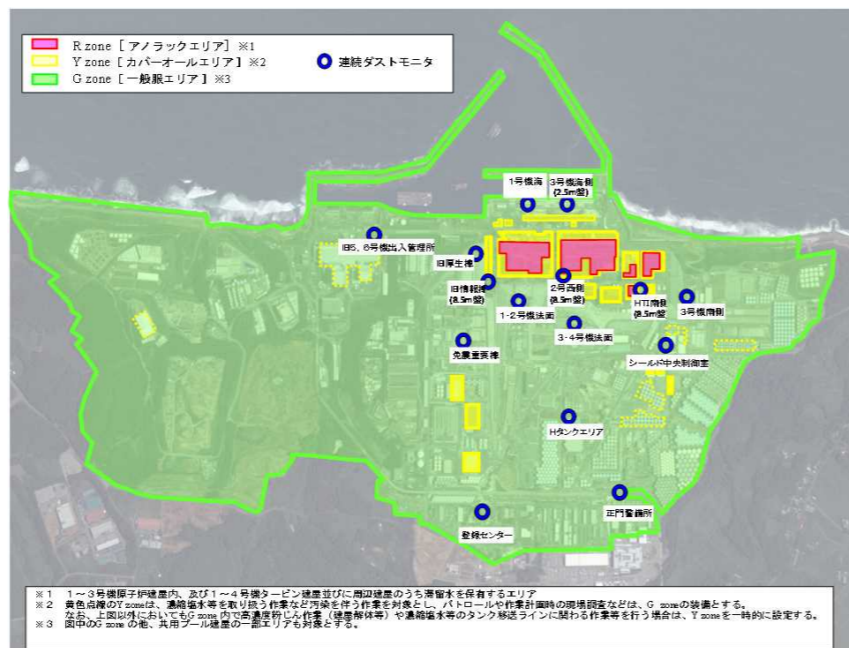 R zone [ アノラックエリア] ※1
Y zone [ カバーオールエリア] ※2
G zone [ 一般服エリア] ※3
連続ダストモニタ
1号機海
3号機海側
(2.5m盤)
旧5、6号機出入管理所
旧厚生棟
旧情報棟
(8.5m盤)
2号西側
(8.5m盤)
HTI南側
(8.5m盤
3号機南側
1-2号機法面
3-4号機法面
免震重要棟
シールド中央制御室
Hタンクエリア
正門警備所
登録センター
※1 1~3号機原子炉建屋内、及び1~4号機タービン建屋並びに周辺建屋のうち滞留水を保有するエリア
※2 黄色点線のY zoneは、濃縮塩水等を取り扱う作業など汚染を伴う作業を対象とし、パトロールや作業計画時の現場調査などは、G zoneの装備とする。
なお、上図以外においてもG zone内で高濃度粉じん作業(建屋解体等)や濃縮塩水等のタンク移送ラインに関わる作業等を行う場合は、Y zoneを一時的に設定する。
※3 図中のG zoneの他、共用プール建屋の一部エリアも対象とする。